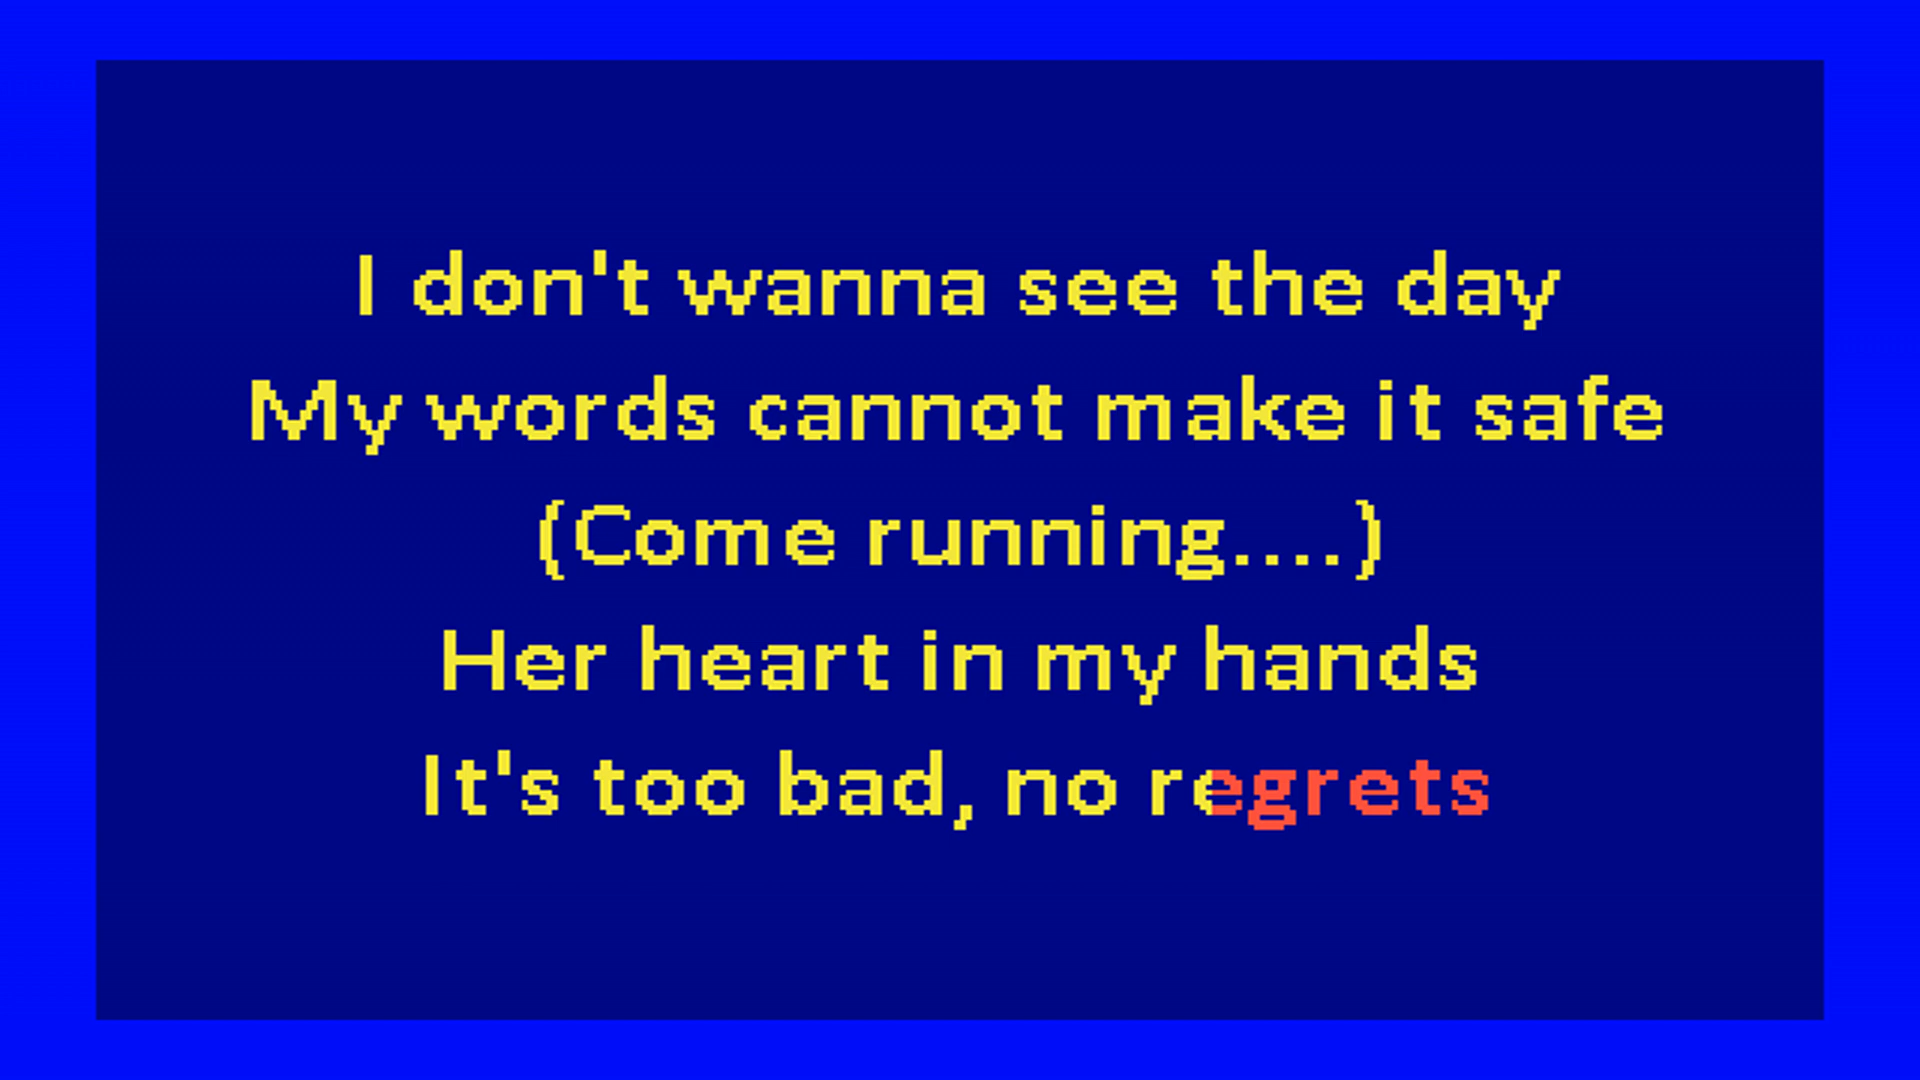 I don't wanna see the day
My words cannot make it safe
(Come running....)
Her heart in my hands
It's too bad, no regrets